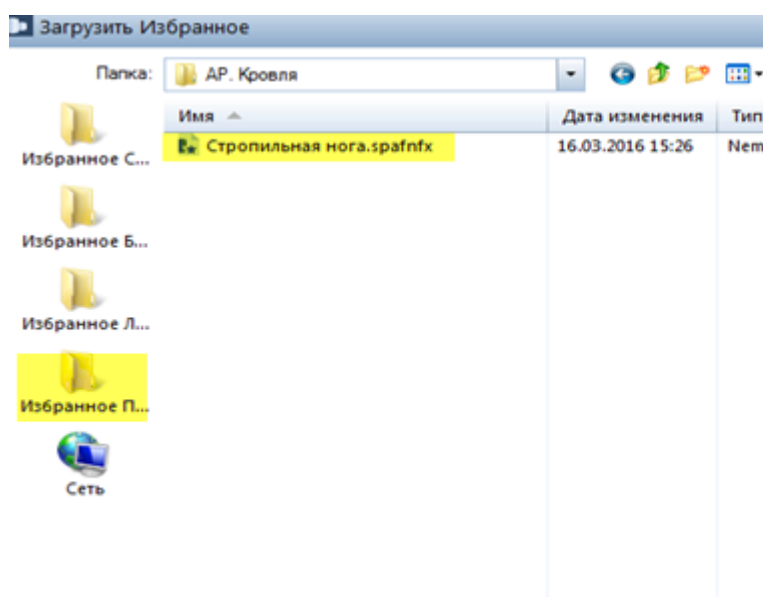 Загрузить Избранное
Папка: АР. Кровля
Имя Дата изменения Тип
Стропильная нога.spafnfx 16.03.2016 15:26 Nem
Избранное С...
Избранное Б...
Избранное Л...
Избранное П...
Сеть